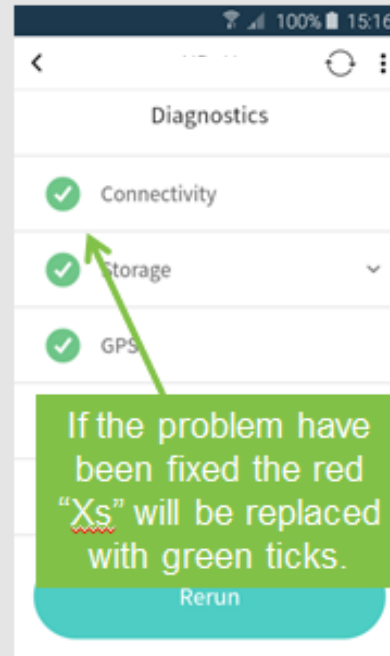 100% 15:16
Diagnostics
Connectivity
Storage
GPS
If the problem have
been fixed the red
“Xs” will be replaced
with green ticks.
Rerun